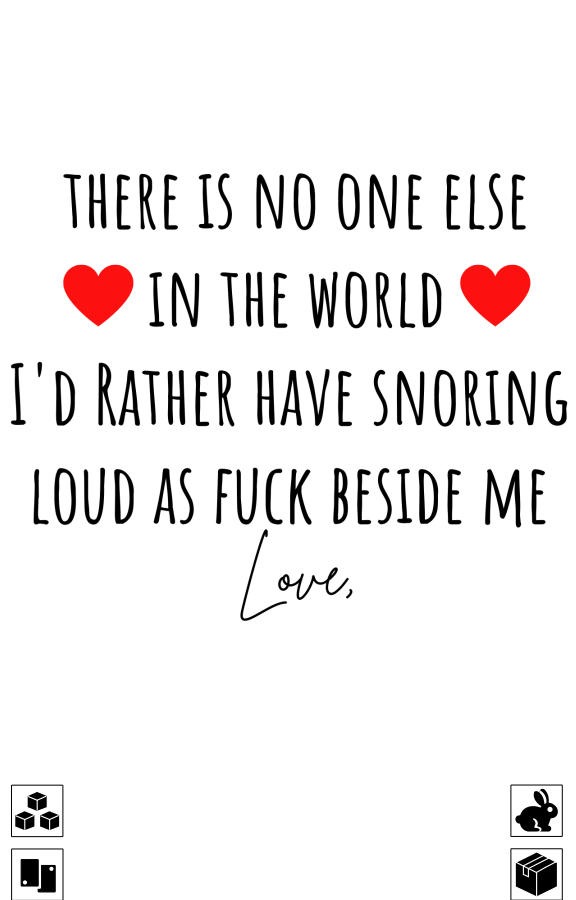 THERE IS NO ONE ELSE
IN THE WORLD
I'D RATHER HAVE SNORING
LOUD AS FUCK BESIDE ME
Love,